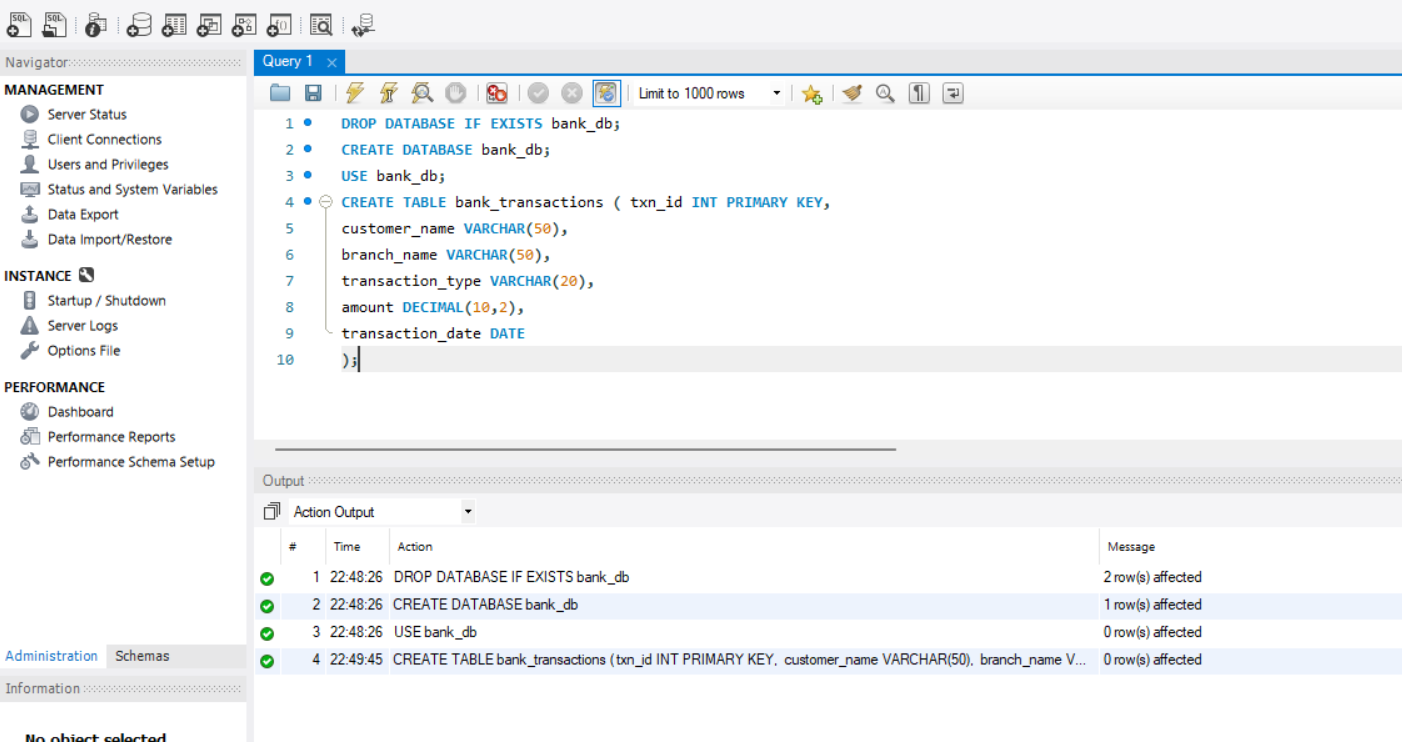 SQL SQL
Navigator
MANAGEMENT
Server Status
Client Connections
Users and Privileges
Status and System Variables
Data Export
Data Import/Restore
INSTANCE
Startup / Shutdown
Server Logs
Options File
PERFORMANCE
Dashboard
Performance Reports
Performance Schema Setup
Administration Schemas
Information
No object selected
Query 1
Limit to 1000 rows
1 DROP DATABASE IF EXISTS bank_db;
2 CREATE DATABASE bank_db;
3 USE bank_db;
4 CREATE TABLE bank_transactions ( txn_id INT PRIMARY KEY,
5 customer_name VARCHAR(50),
6 branch_name VARCHAR(50),
7 transaction_type VARCHAR(20),
8 amount DECIMAL(10,2),
9 transaction_date DATE
10 );
Output
Action Output
# Time Action Message
1 22:48:26 DROP DATABASE IF EXISTS bank_db 2 row(s) affected
2 22:48:26 CREATE DATABASE bank_db 1 row(s) affected
3 22:48:26 USE bank_db 0 row(s) affected
4 22:49:45 CREATE TABLE bank_transactions ( txn_id INT PRIMARY KEY, customer_name VARCHAR(50), branch_name V... 0 row(s) affected